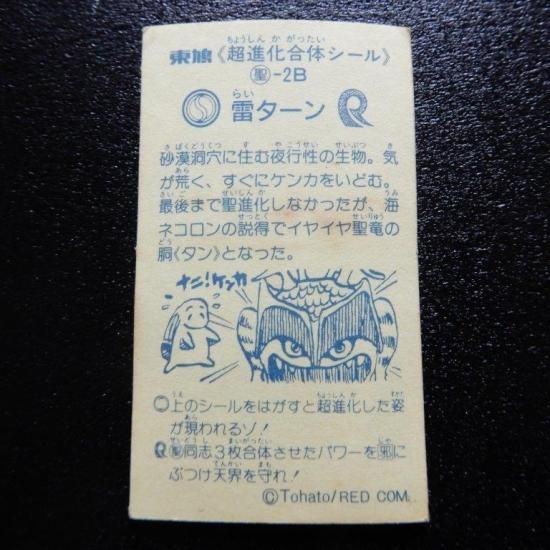 東鳩《超進化合体シール》
聖-2B
雷ターン
砂漠洞穴に住む夜行性の生物。気
が荒く、すぐにケンカをいどむ。
最後まで聖進化しなかったが、海
ネコロンの説得でイヤイヤ聖竜の
胴《タン》となった。
ナニ!ケンカ
上のシールをはがすと超進化した姿
が現われるゾ!
聖同志3枚合体させたパワーを邪に
ぶつけ天界を守れ!
©Tohato/RED COM.